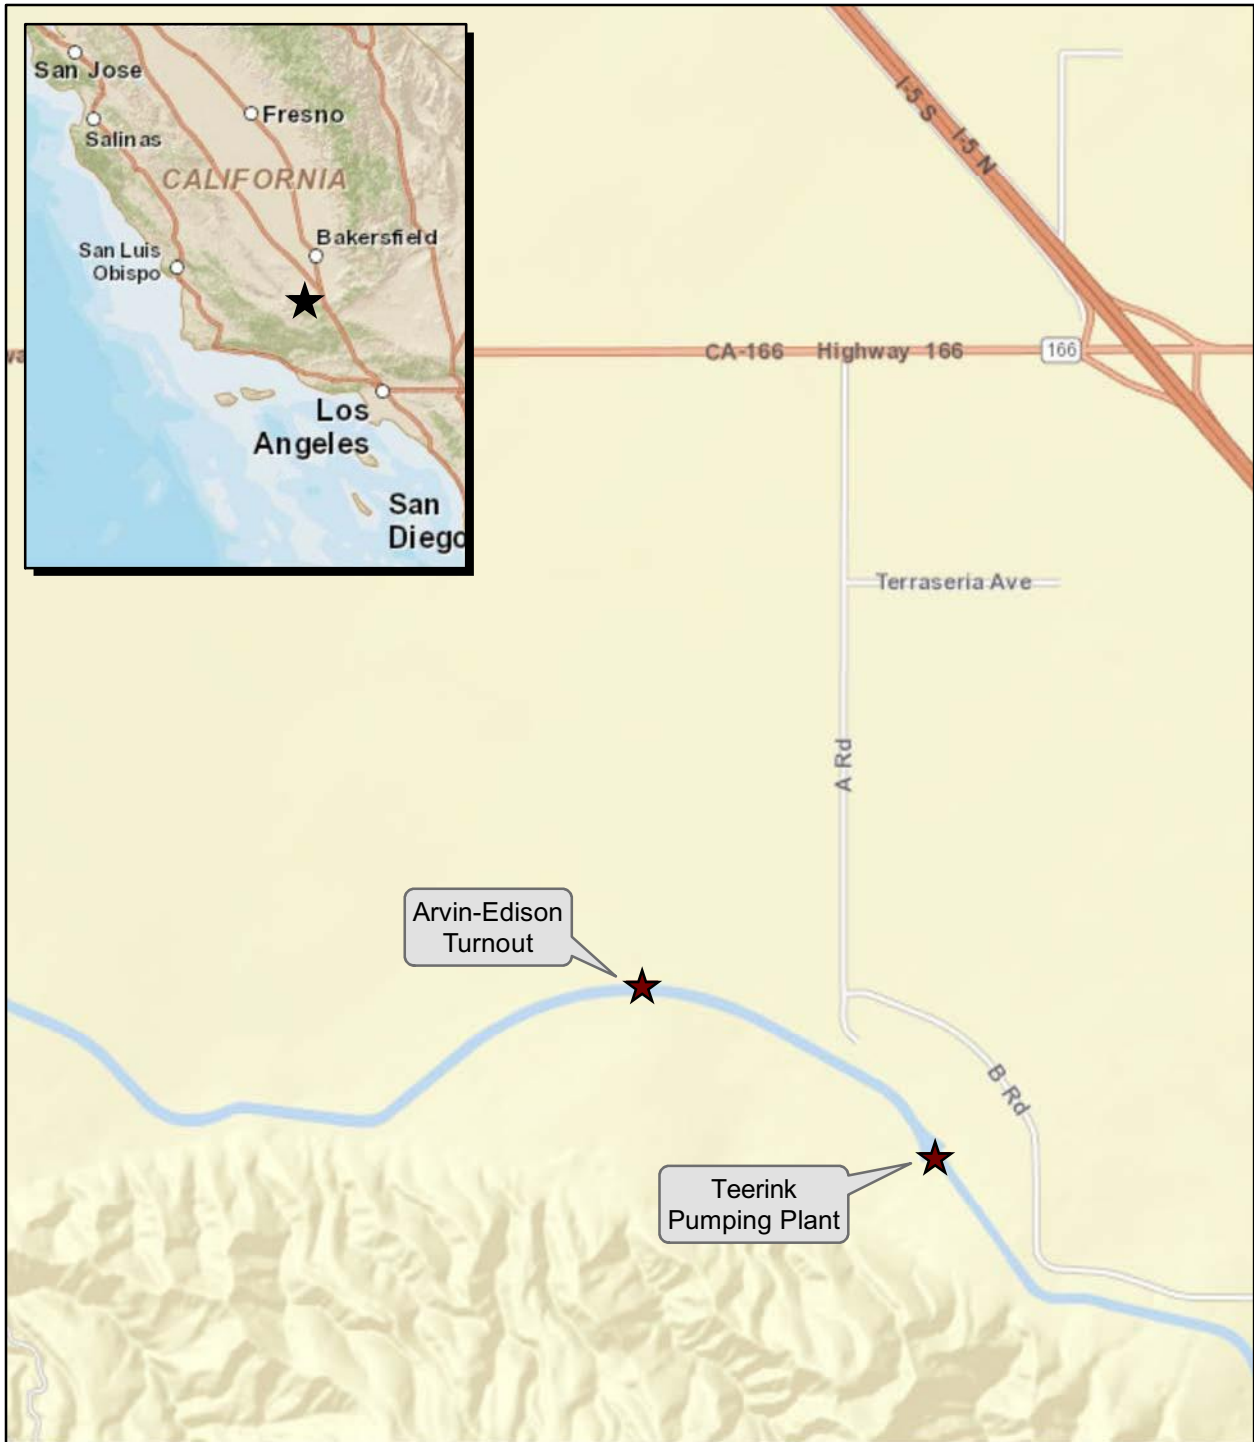 San Jose
Salinas
Fresno
CALIFORNIA
San Luis
Obispo
Bakersfield
Los
Angeles
San
Diego
I-5 S
I-5 N
CA-166
Highway 166
166
Terraseria Ave
A Rd
Arvin-Edison
Turnout
B Rd
Teerink
Pumping Plant